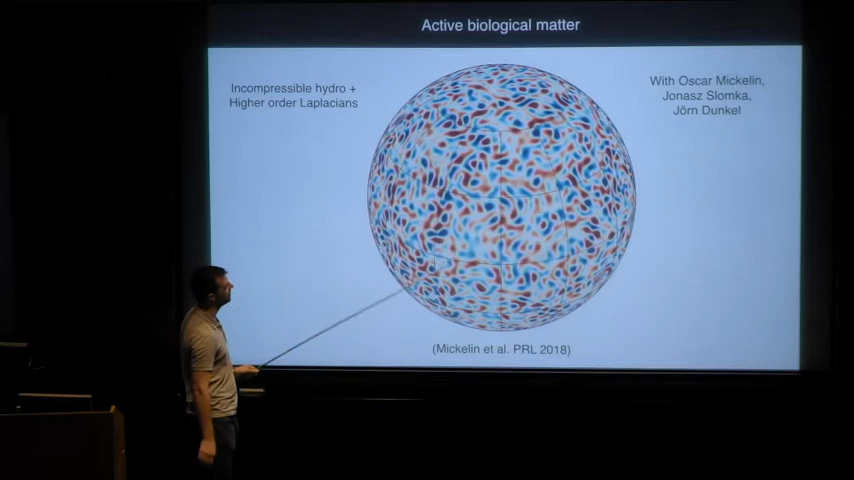 Active biological matter
Incompressible hydro +
Higher order Laplacians
With Oscar Mickelin,
Jonasz Slomka,
Jörn Dunkel
(Mickelin et al. PRL 2018)